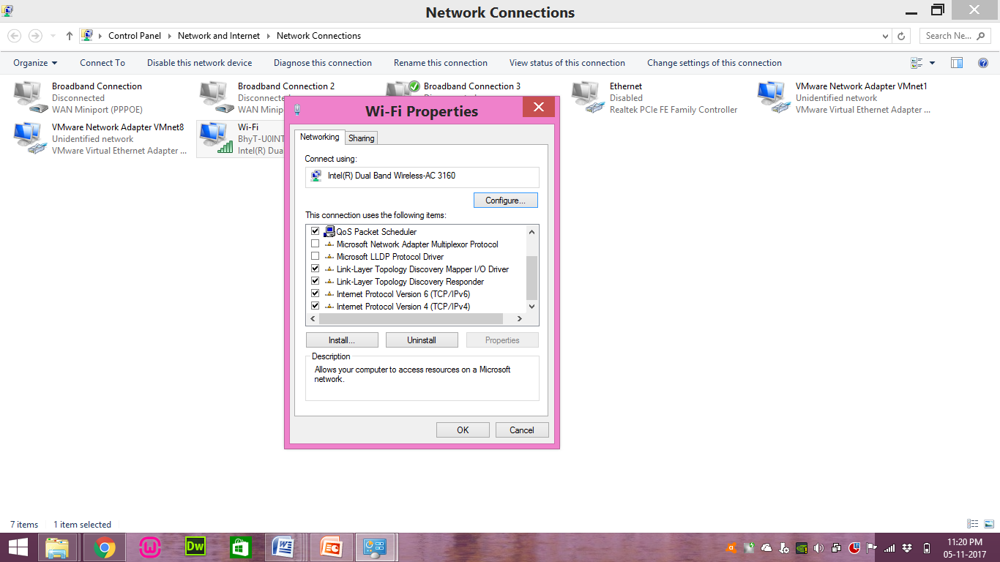 Network Connections
Control Panel
Network and Internet
Network Connections
Search Ne...
Organize
Connect To
Disable this network device
Diagnose this connection
Rename this connection
View status of this connection
Change settings of this connection
Broadband Connection
Disconnected
WAN Miniport (PPPOE)
Broadband Connection 2
WAN Minip
Broadband Connection 3
Ethernet
Disabled
Realtek PCIe FE Family Controller
VMware Network Adapter VMnet1
Unidentified network
VMware Virtual Ethernet Adapter ...
VMware Network Adapter VMnet8
Unidentified network
VMware Virtual Ethernet Adapter ...
Wi-Fi
BhyT-U0INT
Intel(R) Dua
Wi-Fi Properties
Networking
Sharing
Connect using:
Intel(R) Dual Band Wireless-AC 3160
Configure...
This connection uses the following items:
QoS Packet Scheduler
Microsoft Network Adapter Multiplexor Protocol
Microsoft LLDP Protocol Driver
Link-Layer Topology Discovery Mapper I/O Driver
Link-Layer Topology Discovery Responder
Internet Protocol Version 6 (TCP/IPv6)
Internet Protocol Version 4 (TCP/IPv4)
Install...
Uninstall
Properties
Description
Allows your computer to access resources on a Microsoft
network.
OK
Cancel
7 items
1 item selected
Dw
11:20 PM
05-11-2017